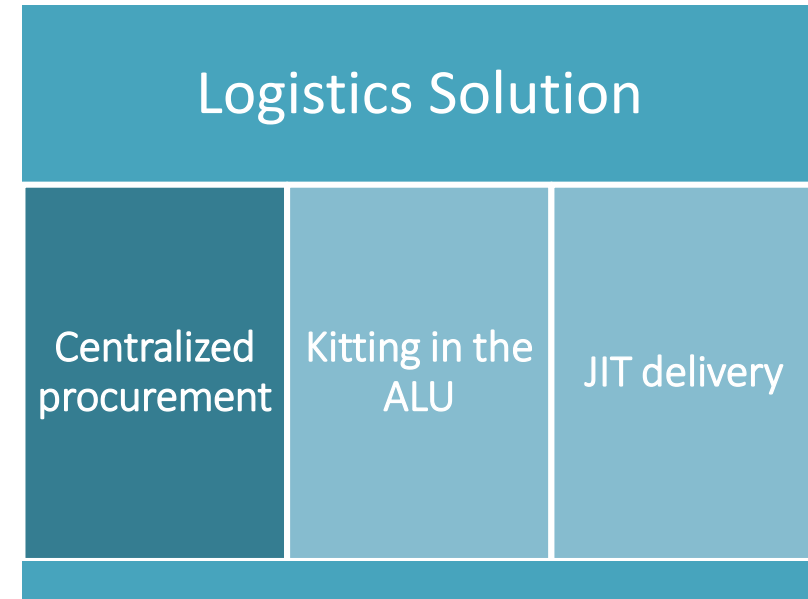 Logistics Solution
Centralized
procurement
Kitting in the
ALU
JIT delivery